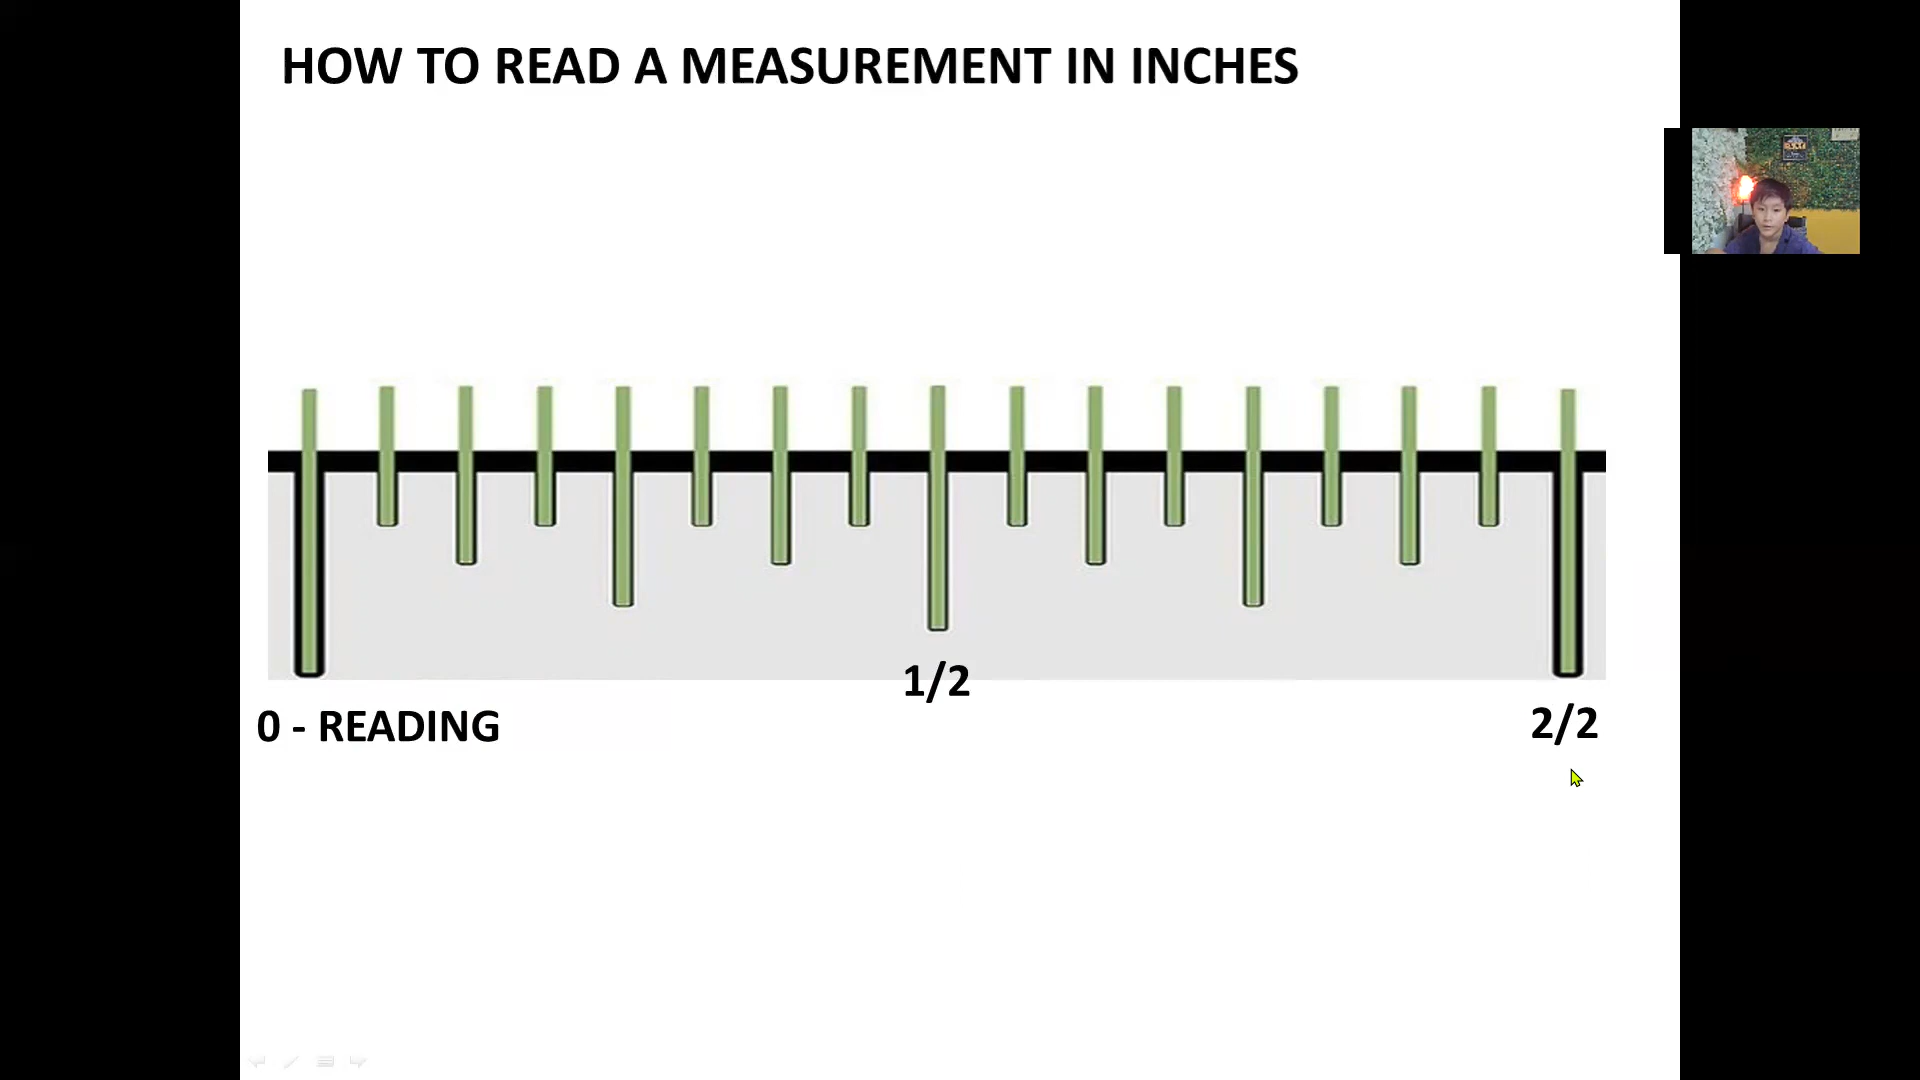 HOW TO READ A MEASUREMENT IN INCHES
1/2
0 - READING
2/2